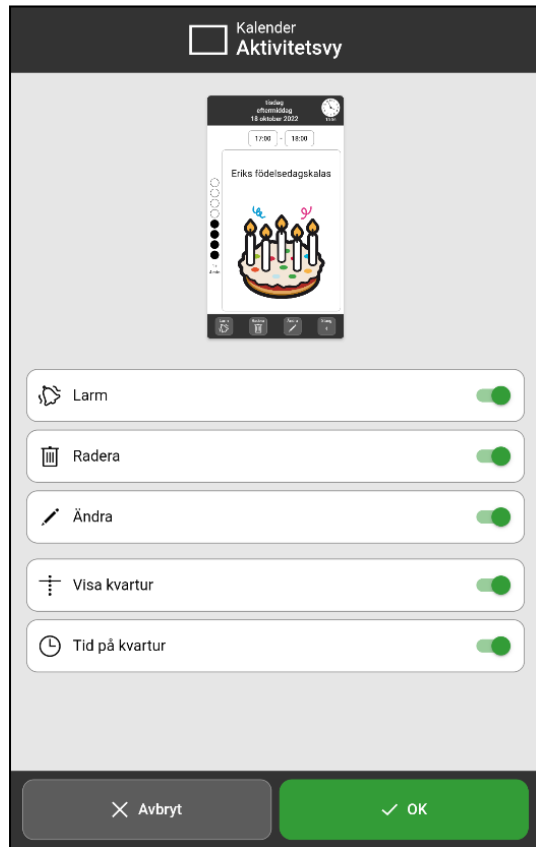 Kalender
Aktivitetsvy
tisdag
eftermiddag
18 oktober 2022
17:00 - 18:00
Eriks födelsedagskalas
Larm
Radera
Ändra
Visa kvartur
Tid på kvartur
Avbryt
OK